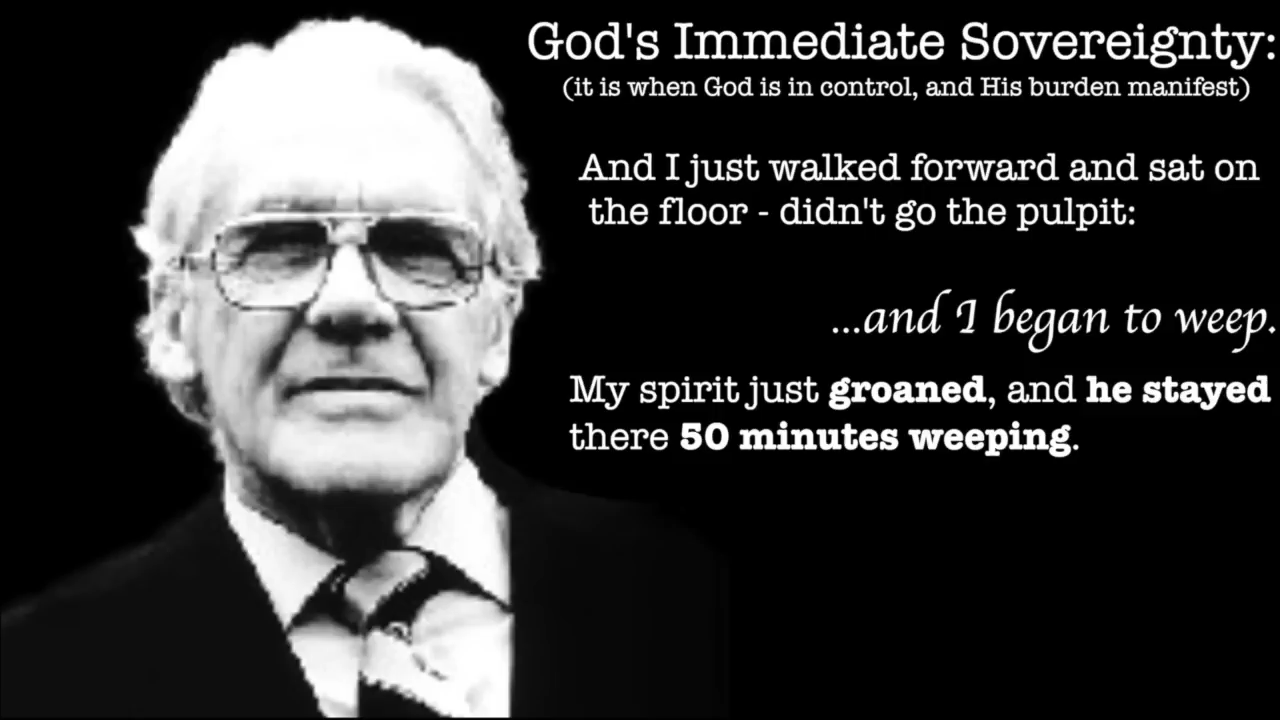 God's Immediate Sovereignty:
(it is when God is in control, and His burden manifest)
And I just walked forward and sat on
the floor - didn't go the pulpit:
...and I began to weep.
My spirit just groaned, and he stayed
there 50 minutes weeping.